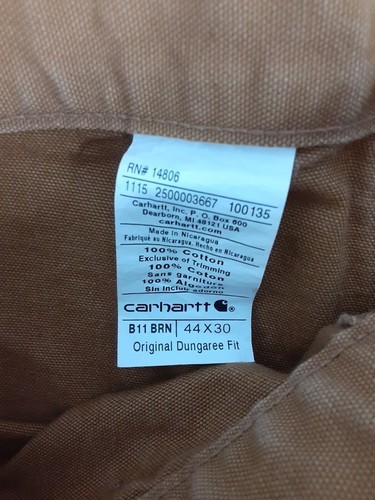 RN# 14806
1115 2500003667 100135
Carhartt, Inc. P. O. Box 600
Dearborn, MI 48121 USA
carhartt.com
Made in Nicaragua
Fabriqué au Nicaragua, Hecho en Nicaragua
100% Cotton
Exclusive of Trimming
100% Coton
Sans garniture
100% Algodon
Sin incluir adorno
carhartt
B11 BRN 44X30
Original Dungaree Fit